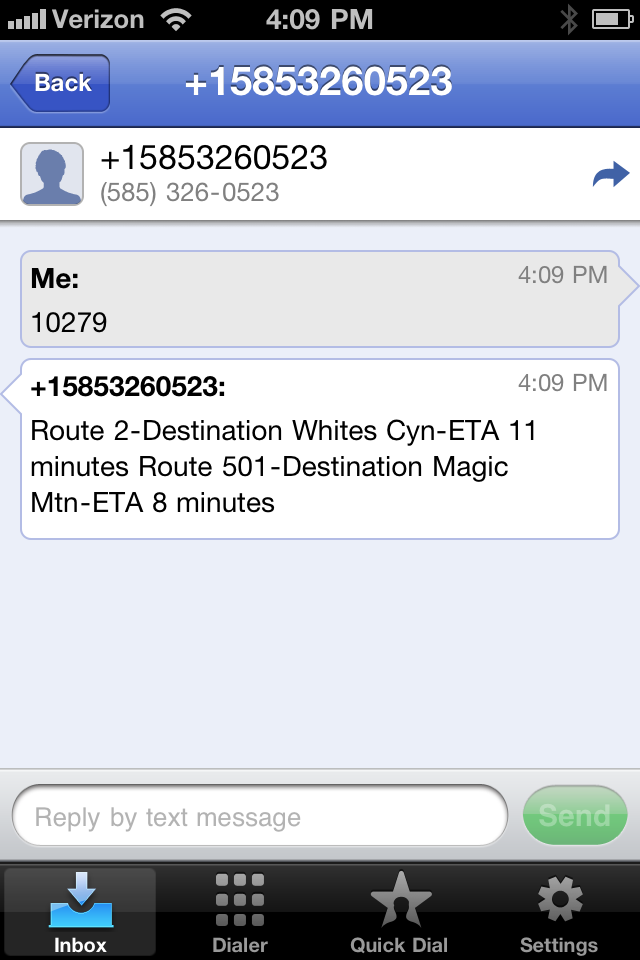 Verizon 4:09 PM
Back +15853260523
+15853260523
(585) 326-0523
Me: 4:09 PM
10279
+15853260523: 4:09 PM
Route 2-Destination Whites Cyn-ETA 11
minutes Route 501-Destination Magic
Mtn-ETA 8 minutes
Reply by text message Send
Inbox Dialer Quick Dial Settings